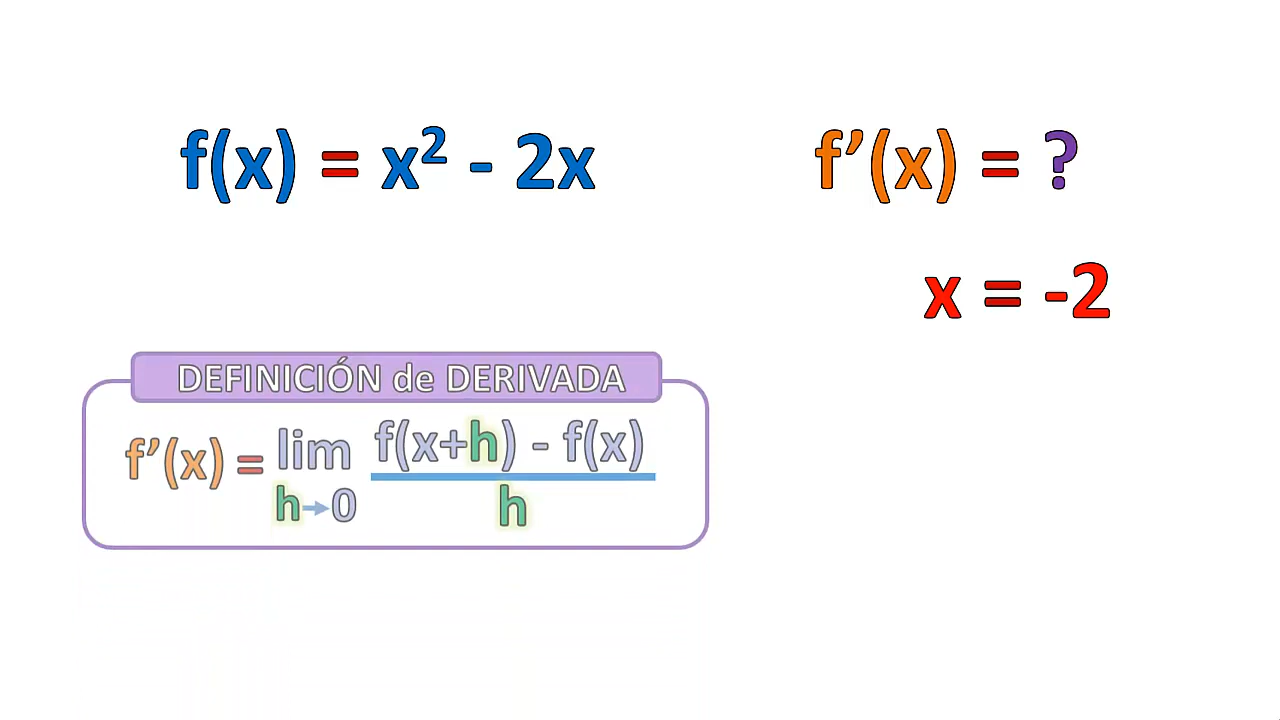 f(x) = x² - 2x
f’(x) = ?
x = -2
DEFINICIÓN de DERIVADA
f’(x) = lim f(x+h) - f(x)
h→0 h